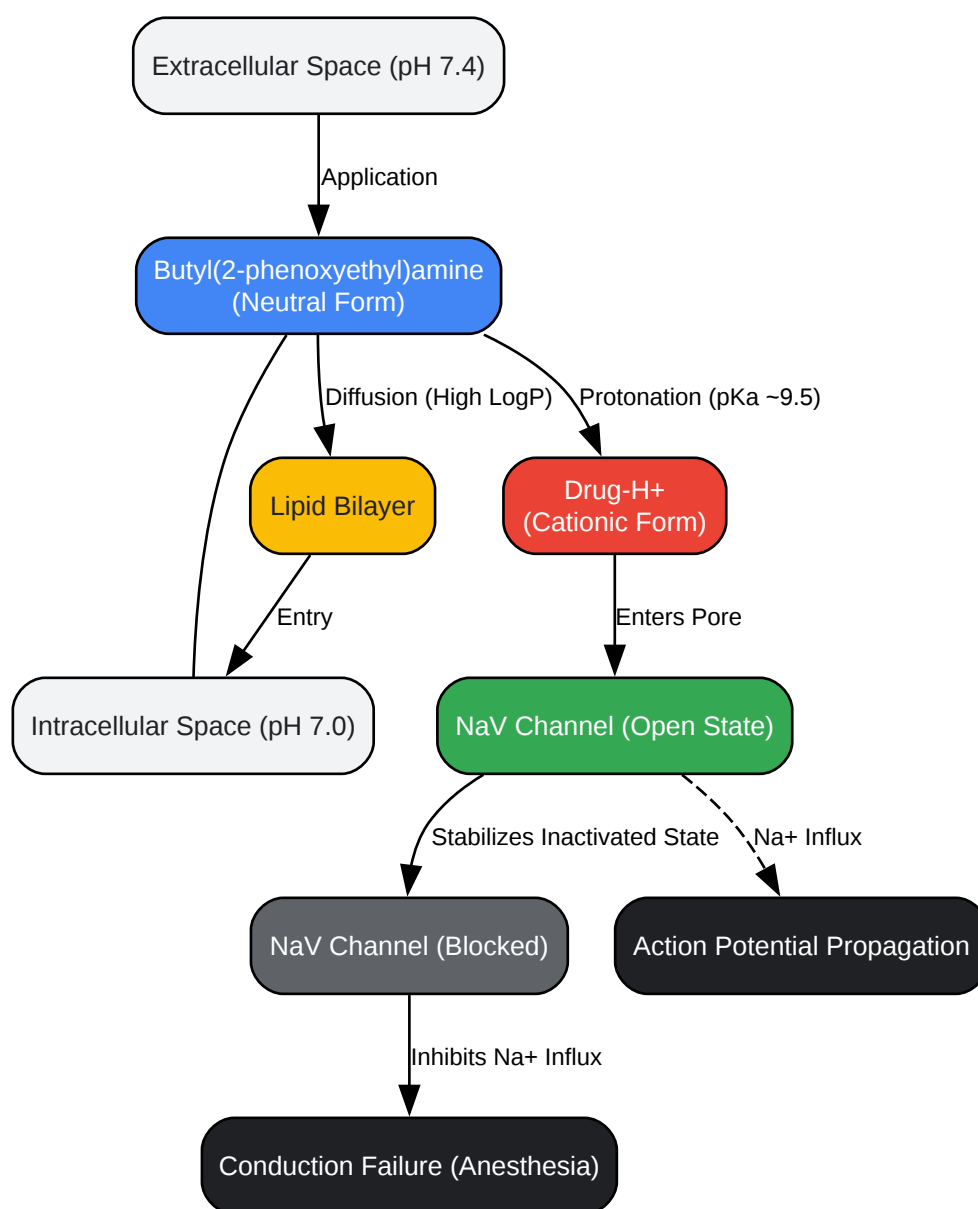 Extracellular Space (pH 7.4)
Application
Butyl(2-phenoxyethyl)amine
(Neutral Form)
Diffusion (High LogP)
Protonation (pKa ~9.5)
Lipid Bilayer
Drug-H+
(Cationic Form)
Entry
Enters Pore
Intracellular Space (pH 7.0)
NaV Channel (Open State)
Stabilizes Inactivated State
Na+ Influx
NaV Channel (Blocked)
Action Potential Propagation
Inhibits Na+ Influx
Conduction Failure (Anesthesia)